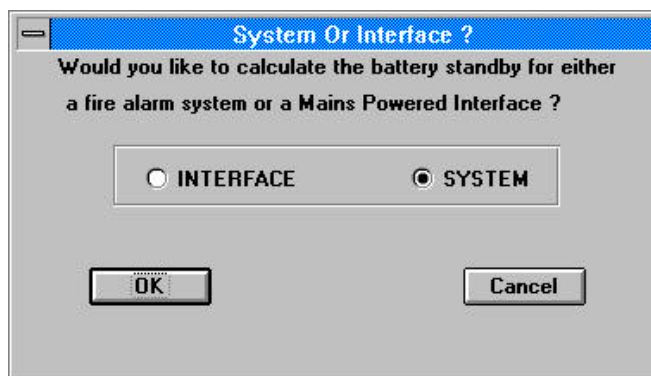 System Or Interface ?
Would you like to calculate the battery standby for either
a fire alarm system or a Mains Powered Interface ?
INTERFACE SYSTEM
OK Cancel